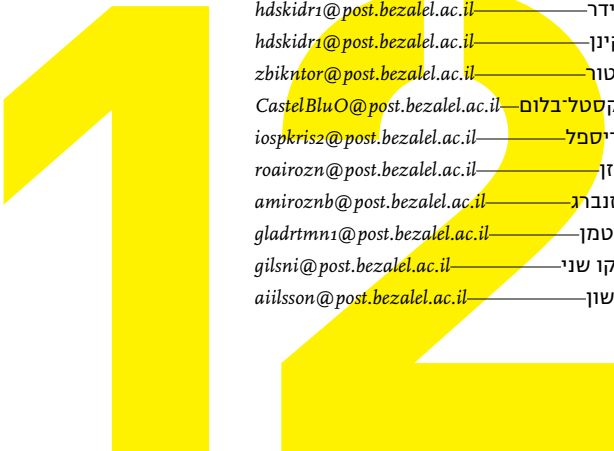 ידר hdskidr1@post.bezalel.ac.il
קינן hdskidr1@post.bezalel.ac.il
טור zbikntor@post.bezalel.ac.il
קסטל־בלום CastelBluO@post.bezalel.ac.il
ריספל iospkris2@post.bezalel.ac.il
זן roairozn@post.bezalel.ac.il
זנברג amiroznb@post.bezalel.ac.il
טמן gladrtmn1@post.bezalel.ac.il
קו שני gilsni@post.bezalel.ac.il
שון aiilsson@post.bezalel.ac.il
12